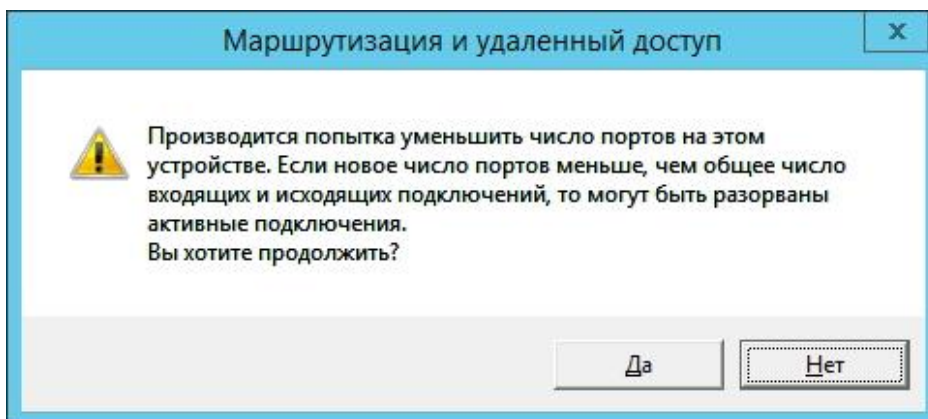 Маршрутизация и удаленный доступ
Производится попытка уменьшить число портов на этом
устройстве. Если новое число портов меньше, чем общее число
входящих и исходящих подключений, то могут быть разорваны
активные подключения.
Вы хотите продолжить?
Да
Нет